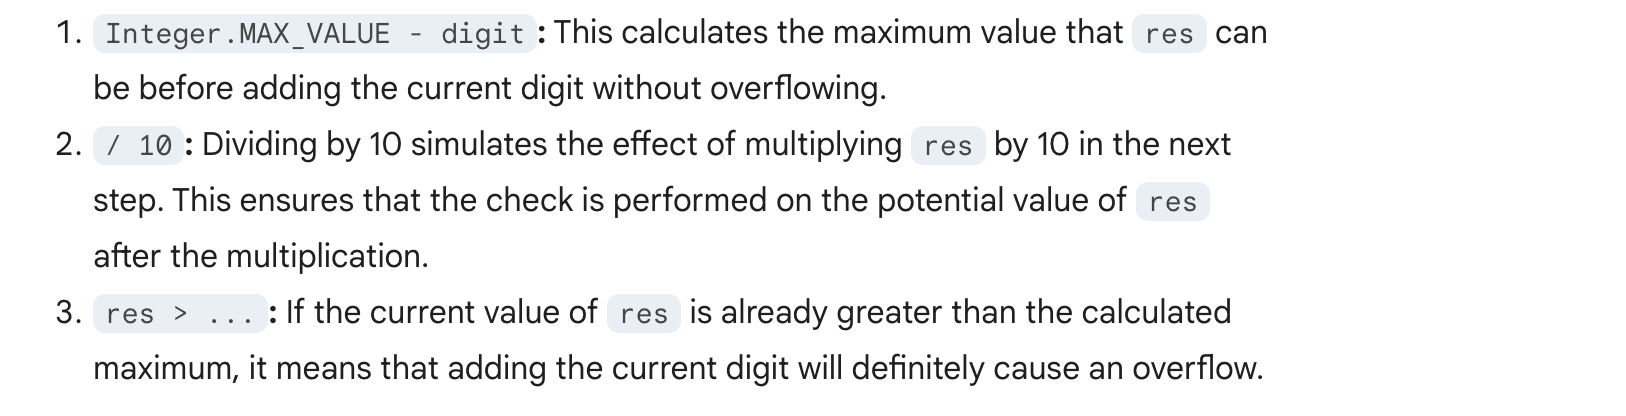 1. Integer.MAX_VALUE - digit : This calculates the maximum value that res can
be before adding the current digit without overflowing.
2. / 10 : Dividing by 10 simulates the effect of multiplying res by 10 in the next
step. This ensures that the check is performed on the potential value of res
after the multiplication.
3. res > ... : If the current value of res is already greater than the calculated
maximum, it means that adding the current digit will definitely cause an overflow.